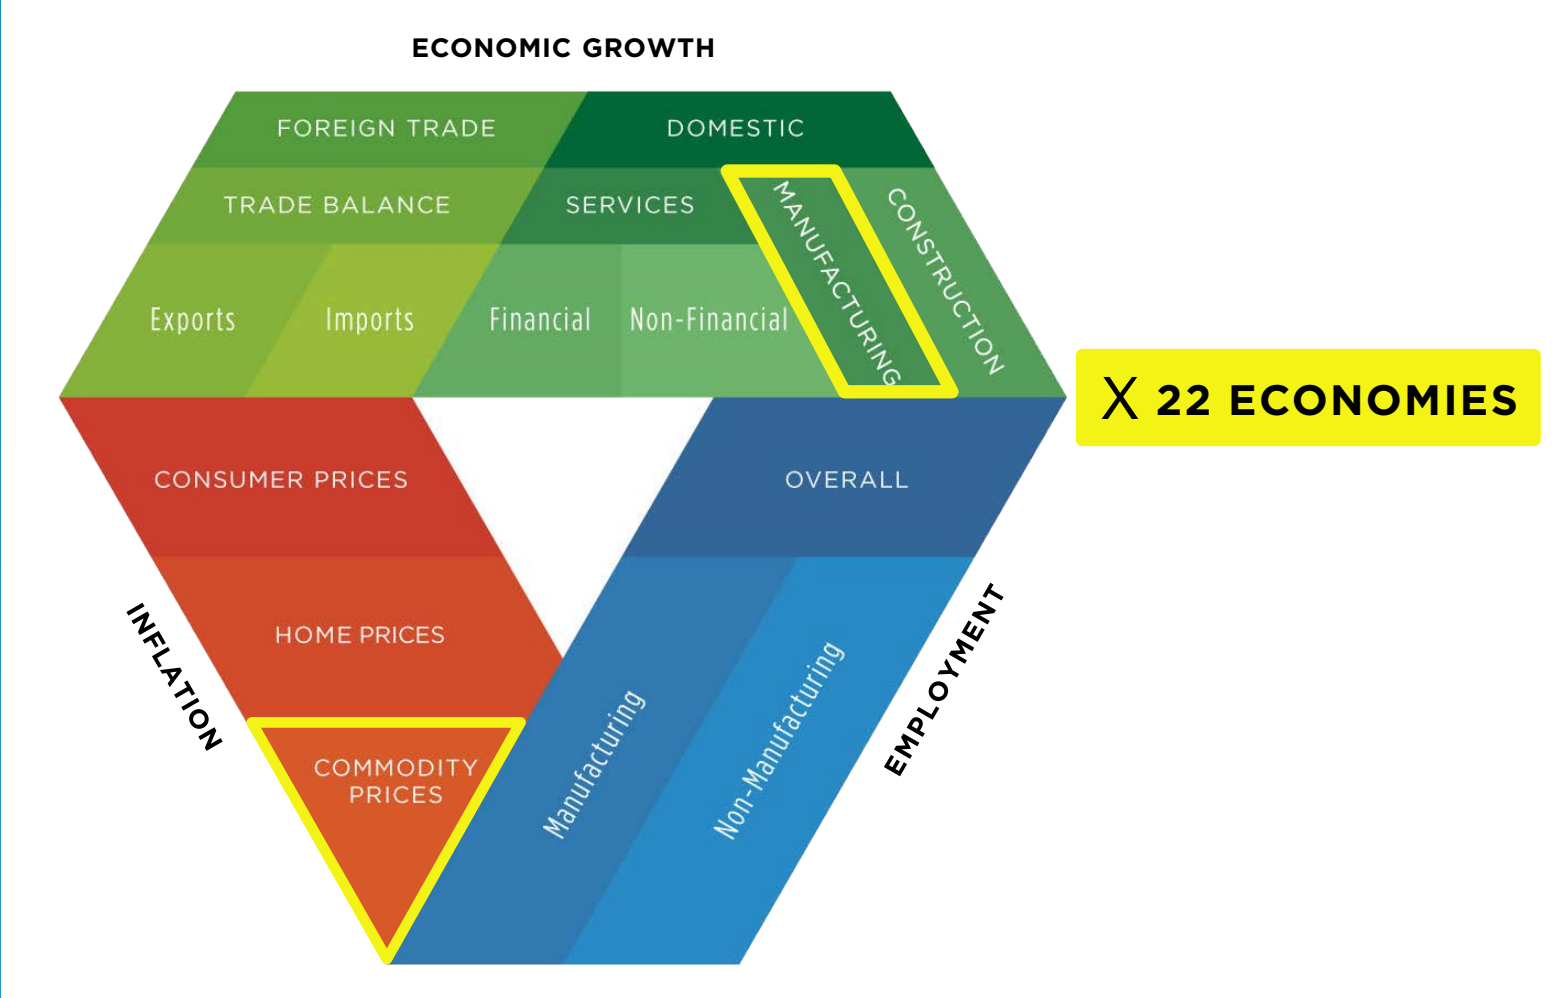 ECONOMIC GROWTH
FOREIGN TRADE
DOMESTIC
TRADE BALANCE
SERVICES
MANUFACTURING
CONSTRUCTION
Exports
Imports
Financial
Non-Financial
X 22 ECONOMIES
CONSUMER PRICES
OVERALL
HOME PRICES
INFLATION
COMMODITY
PRICES
Manufacturing
Non-Manufacturing
EMPLOYMENT